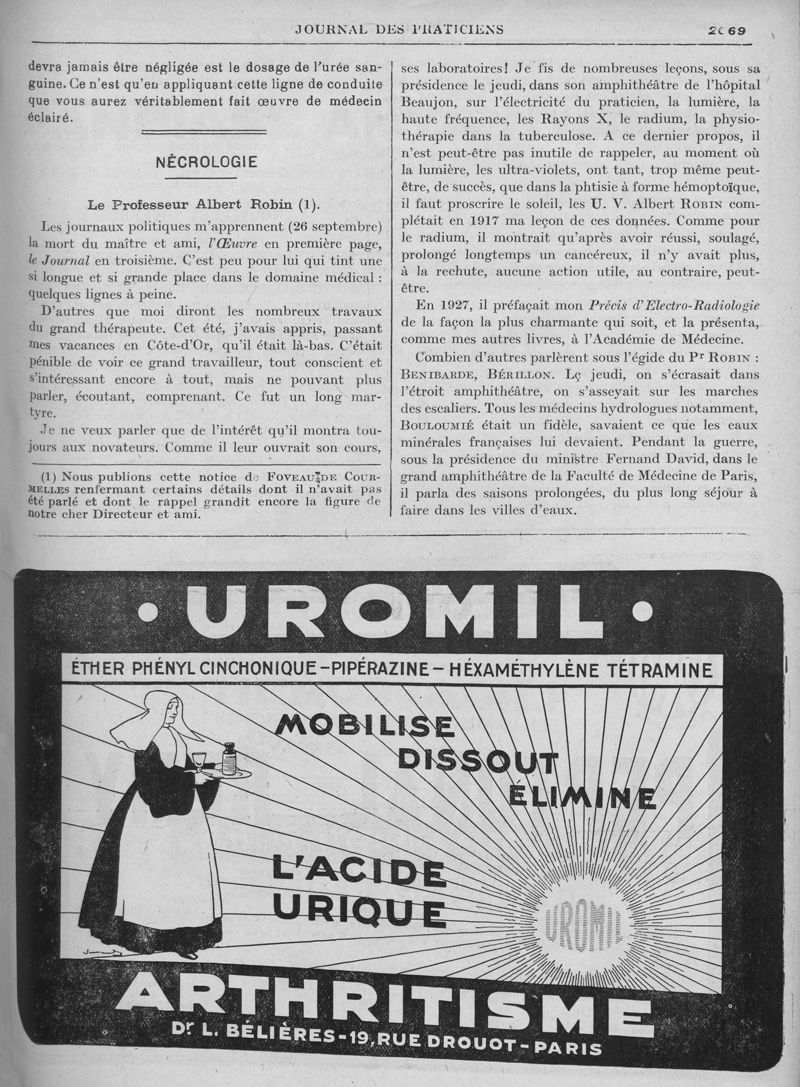 JOURNAL DES PRATICIENS
devra jamais être négligée est le dosage de l'urée san-
guine. Ce n'est qu'en appliquant cette ligne de conduite
que vous aurez véritablement fait œuvre de médecin
éclairé.
NÉCROLOGIE
Le Professeur Albert Robin (1).
Les journaux politiques m'apprennent (26 septembre)
la mort du maître et ami, l'Œuvre en première page,
le Journal en troisième. C'est peu pour lui qui tint une
si longue et si grande place dans le domaine médical :
quelques lignes à peine.
D'autres que moi diront les nombreux travaux
du grand thérapeute. Cet été, j'avais appris, passant
mes vacances en Côte-d'Or, qu'il était là-bas. C'était
pénible de voir ce grand travailleur, tout conscient et
s'intéressant encore à tout, mais ne pouvant plus
parler, écoutant, comprenant. Ce fut un long mar-
tyre.
Je ne veux parler que de l'intérêt qu'il montra tou-
jours aux novateurs. Comme il leur ouvrait son cours,
(1) Nous publions cette notice de FOVEAU DE COUR-
MELLES renfermant certains détails dont il n'avait pas
été parlé et dont le rappel grandit encore la figure de
notre cher Directeur et ami.
ses laboratoires! Je fis de nombreuses leçons, sous sa
présidence le jeudi, dans son amphithéâtre de l'hôpital
Beaujon, sur l'électricité du praticien, la lumière, la
haute fréquence, les Rayons X, le radium, la physio-
thérapie dans la tuberculose. A ce dernier propos, il
n'est peut-être pas inutile de rappeler, au moment où
la lumière, les ultra-violets, ont tant, trop même peut-
être, de succès, que dans la phtisie à forme hémoptoïque,
il faut proscrire le soleil, les U. V. Albert ROBIN com-
plétait en 1917 ma leçon de ces données. Comme pour
le radium, il montrait qu'après avoir réussi, soulagé,
prolongé longtemps un cancéreux, il n'y avait plus,
à la rechute, aucune action utile, au contraire, peut-
être.
En 1927, il préfaçait mon Précis d'Electro-Radiologie
de la façon la plus charmante qui soit, et la présenta,
comme mes autres livres, à l'Académie de Médecine.
Combien d'autres parlèrent sous l'égide du Pr ROBIN :
BENIBARDE, BÉRILLON. Le jeudi, on s'écrasait dans
l'étroit amphithéâtre, on s'asseyait sur les marches
des escaliers. Tous les médecins hydrologues notamment,
BOULOUMIÉ était un fidèle, savaient ce que les eaux
minérales françaises lui devaient. Pendant la guerre,
sous la présidence du ministre Fernand David, dans le
grand amphithéâtre de la Faculté de Médecine de Paris,
il parla des saisons prolongées, du plus long séjour à
faire dans les villes d'eaux.
• UROMIL •
ÉTHER PHÉNYL CINCHONIQUE - PIPÉRAZINE - HÉXAMÉTHYLÈNE TÉTRAMINE
MOBILISE
DISSOUT
ÉLIMINE
L'ACIDE
URIQUE
UROMIL
ARTHRITISME
Dr L. BÉLIÈRES - 19, RUE DROUOT - PARIS